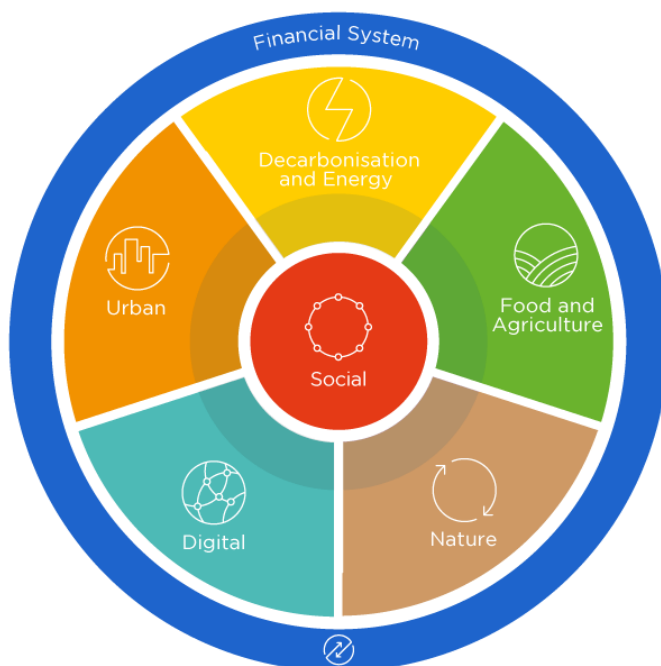 Financial System
Decarbonisation
and Energy
Urban
Food and
Agriculture
Social
Digital
Nature